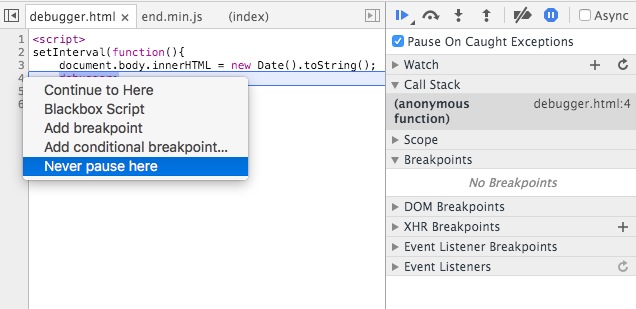 debugger.html × end.min.js (index)
1 <script>
2 setInterval(function(){
3 document.body.innerHTML = new Date().toString();
4 debugger;
5
6
Continue to Here
Blackbox Script
Add breakpoint
Add conditional breakpoint...
Never pause here
Async
Pause On Caught Exceptions
Watch
Call Stack
(anonymous function) debugger.html:4
Scope
Breakpoints
No Breakpoints
DOM Breakpoints
XHR Breakpoints
Event Listener Breakpoints
Event Listeners